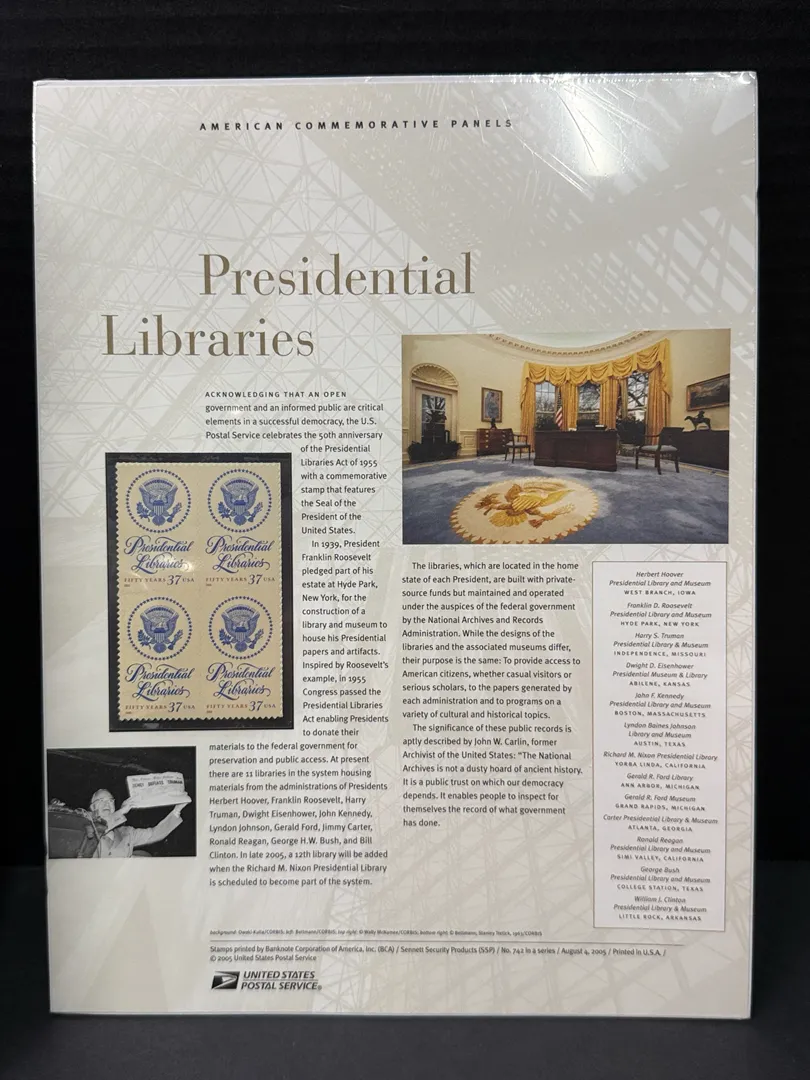 AMERICAN COMMEMORATIVE PANELS
Presidential
Libraries
ACKNOWLEDGING THAT AN OPEN
government and an informed public are critical
elements in a successful democracy, the U.S.
Postal Service celebrates the 50th anniversary
of the Presidential
Libraries Act of 1955
with a commemorative
stamp that features
the Seal of the
President of the
United States.
In 1939, President
Franklin Roosevelt
pledged part of his
estate at Hyde Park,
New York, for the
construction of a
library and museum to
house his Presidential
papers and artifacts.
Inspired by Roosevelt's
example, in 1955
Congress passed the
Presidential Libraries
Act enabling Presidents
to donate their
materials to the federal government for
preservation and public access. At present
there are 11 libraries in the system housing
materials from the administrations of Presidents
Herbert Hoover, Franklin Roosevelt, Harry
Truman, Dwight Eisenhower, John Kennedy,
Lyndon Johnson, Gerald Ford, Jimmy Carter,
Ronald Reagan, George H.W. Bush, and Bill
Clinton. In late 2005, a 12th library will be added
when the Richard M. Nixon Presidential Library
is scheduled to become part of the system.
Presidential
Libraries
FIFTY YEARS 37 USA
Presidential
Libraries
FIFTY YEARS 37 USA
Presidential
Libraries
FIFTY YEARS 37 USA
Presidential
Libraries
FIFTY YEARS 37 USA
DEWEY DEFEATS TRUMAN
The libraries, which are located in the home
state of each President, are built with private-
source funds but maintained and operated
under the auspices of the federal government
by the National Archives and Records
Administration. While the designs of the
libraries and the associated museums differ,
their purpose is the same: To provide access to
American citizens, whether casual visitors or
serious scholars, to the papers generated by
each administration and to programs on a
variety of cultural and historical topics.
The significance of these public records is
aptly described by John W. Carlin, former
Archivist of the United States: "The National
Archives is not a dusty hoard of ancient history.
It is a public trust on which our democracy
depends. It enables people to inspect for
themselves the record of what government
has done.
Herbert Hoover
Presidential Library and Museum
WEST BRANCH, IOWA
Franklin D. Roosevelt
Presidential Library and Museum
HYDE PARK, NEW YORK
Harry S. Truman
Presidential Library & Museum
INDEPENDENCE, MISSOURI
Dwight D. Eisenhower
Presidential Museum & Library
ABILENE, KANSAS
John F. Kennedy
Presidential Library and Museum
BOSTON, MASSACHUSETTS
Lyndon Baines Johnson
Library and Museum
AUSTIN, TEXAS
Richard M. Nixon Presidential Library
YORBA LINDA, CALIFORNIA
Gerald R. Ford Library
ANN ARBOR, MICHIGAN
Gerald R. Ford Museum
GRAND RAPIDS, MICHIGAN
Carter Presidential Library & Museum
ATLANTA, GEORGIA
Ronald Reagan
Presidential Library and Museum
SIMI VALLEY, CALIFORNIA
George Bush
Presidential Library and Museum
COLLEGE STATION, TEXAS
William J. Clinton
Presidential Library & Museum
LITTLE ROCK, ARKANSAS
Stamps printed by Banknote Corporation of America, Inc. (BCA) / Sennett Security Products (SSP) / No. 742 in a series / August 4, 2005 / Printed in U.S.A. /
© 2005 United States Postal Service
UNITED STATES
POSTAL SERVICE®